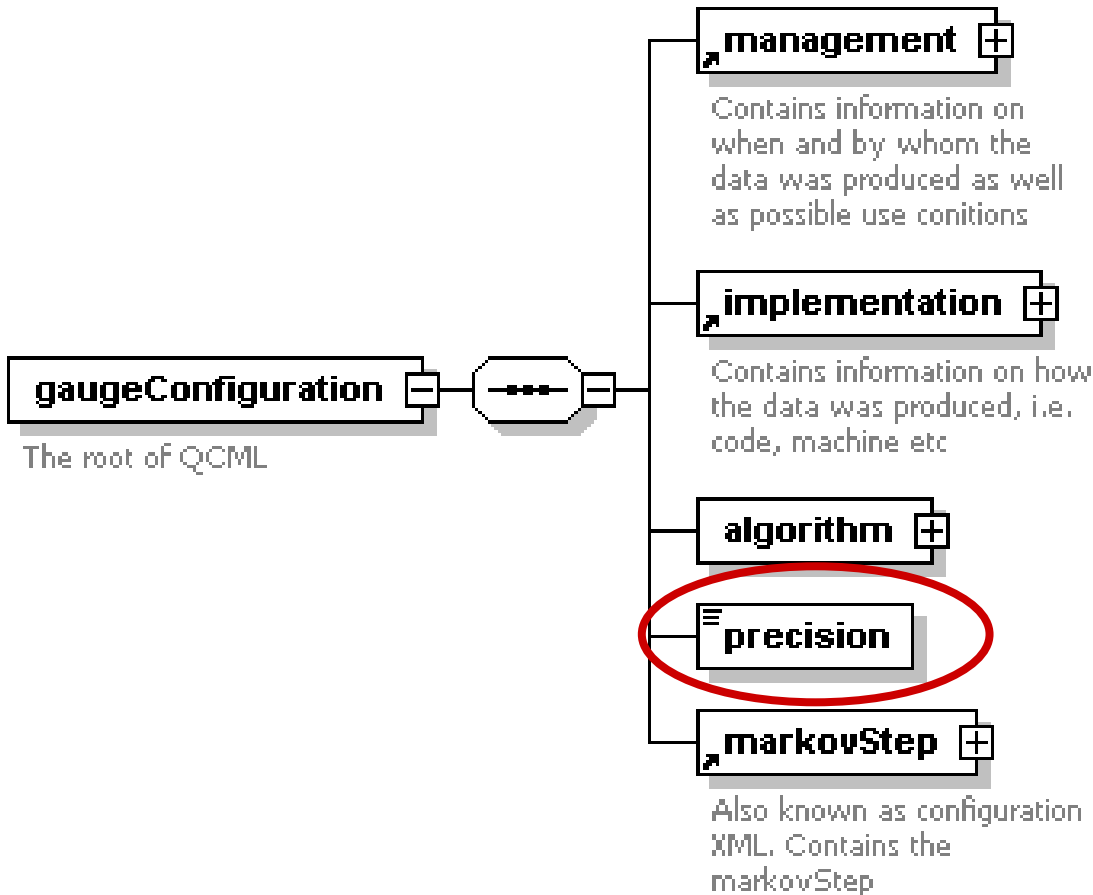 management
Contains information on
when and by whom the
data was produced as well
as possible use conitions
implementation
Contains information on how
the data was produced, i.e.
code, machine etc
gaugeConfiguration
The root of QCML
algorithm
precision
markovStep
Also known as configuration
XML. Contains the
markovStep